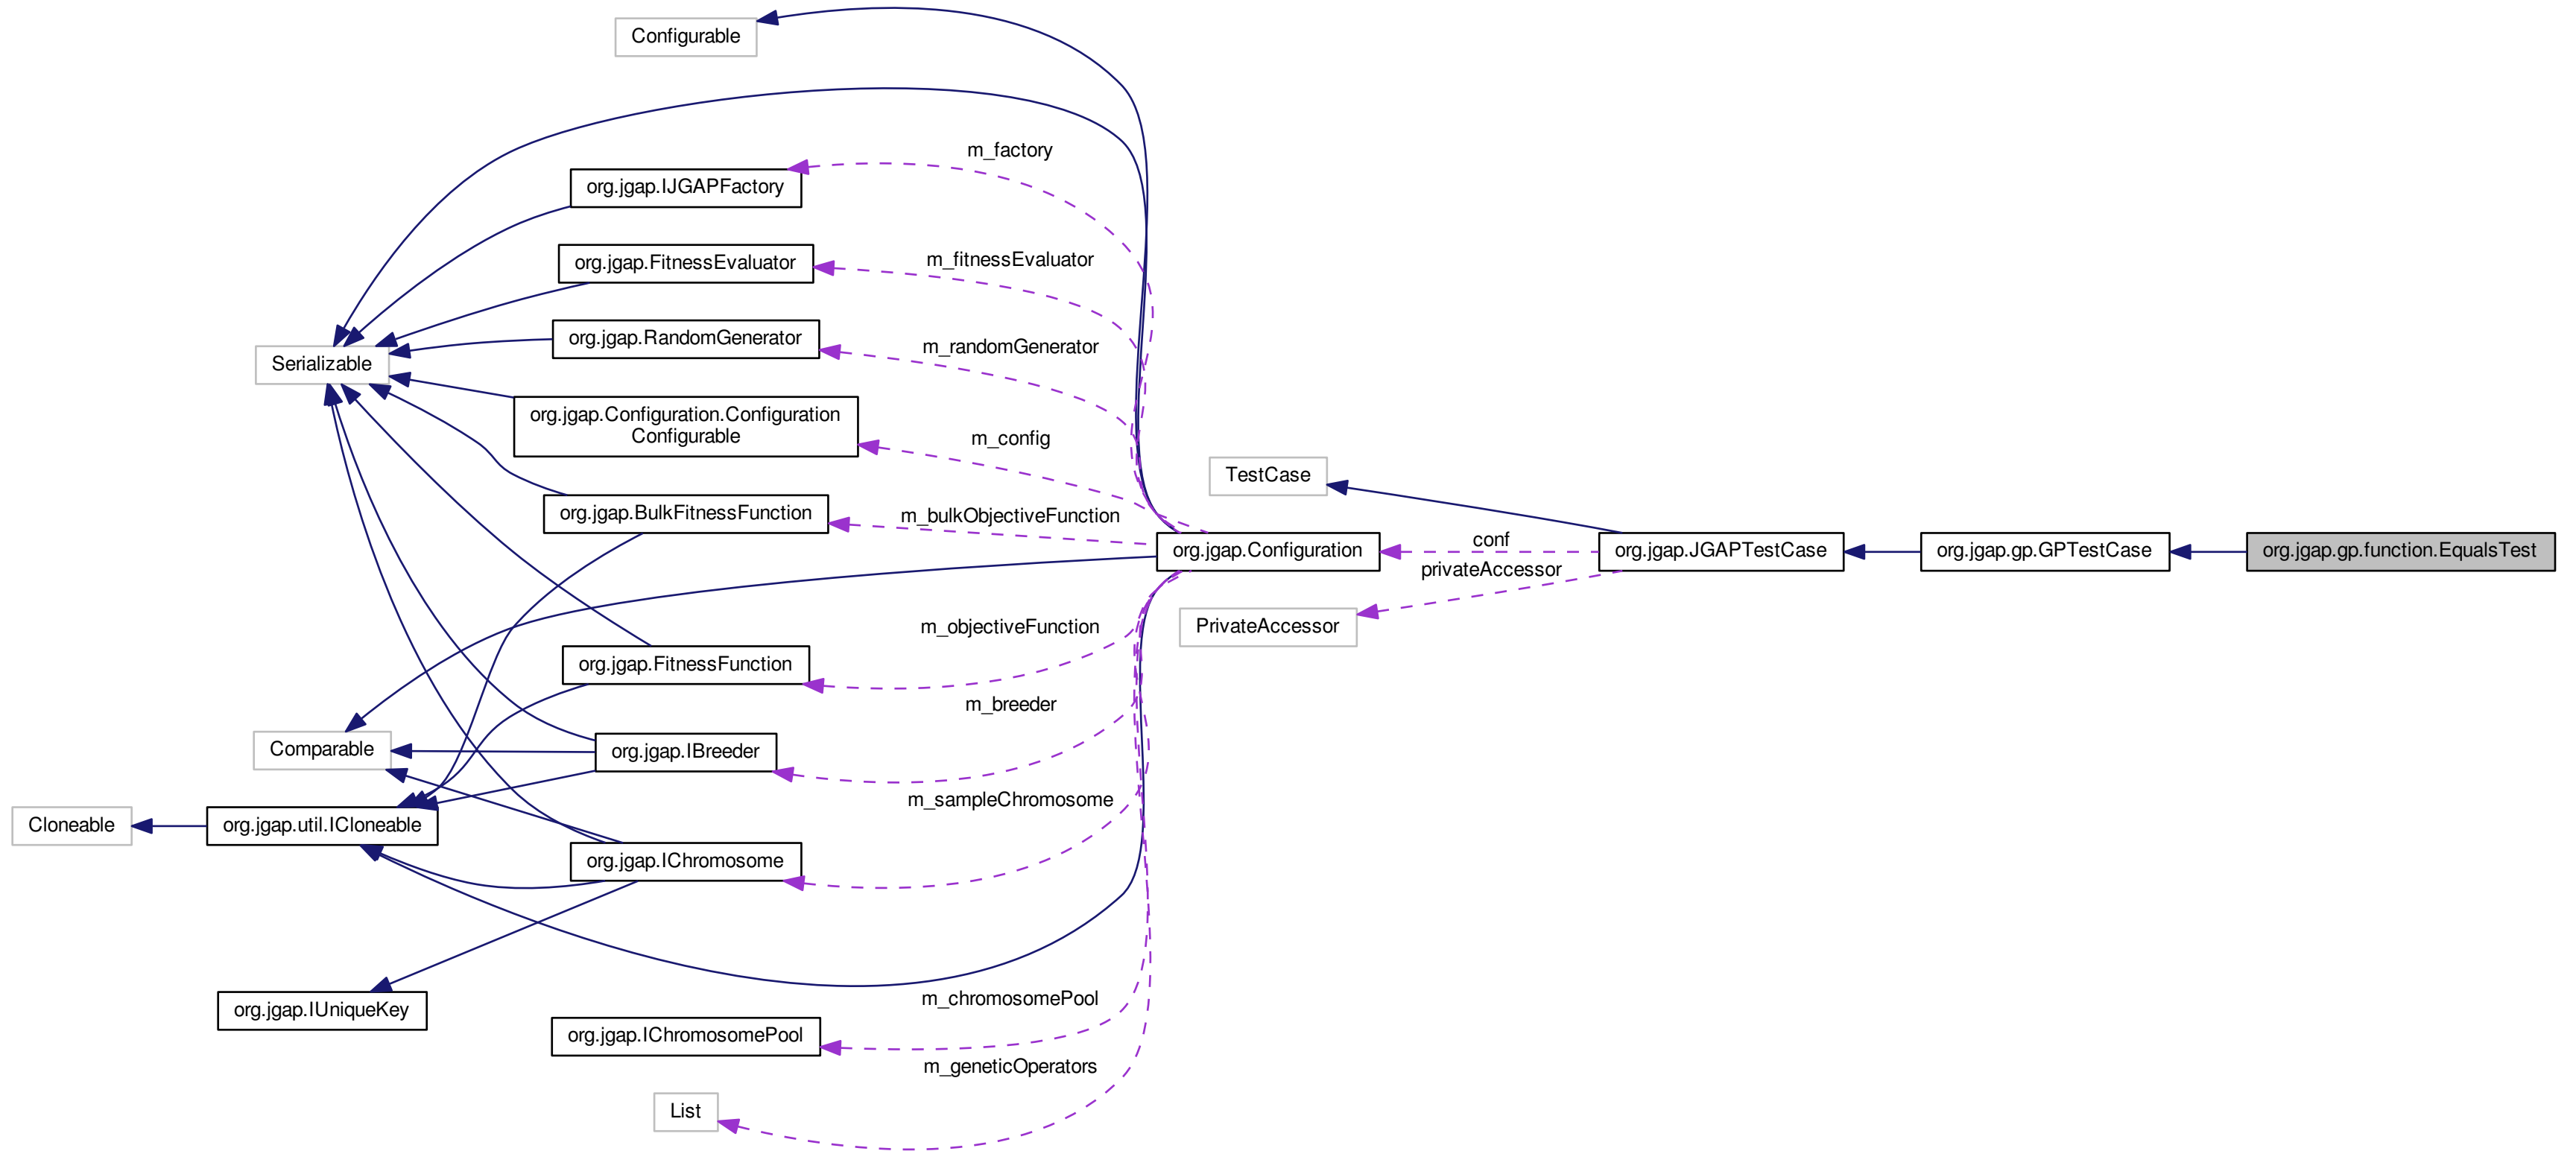 Configurable
m_factory
org.jgap.IJGAPFactory
m_fitnessEvaluator
org.jgap.FitnessEvaluator
m_randomGenerator
org.jgap.RandomGenerator
Serializable
org.jgap.Configuration.Configuration
Configurable
m_config
TestCase
m_bulkObjectiveFunction
org.jgap.BulkFitnessFunction
conf
org.jgap.Configuration
org.jgap.JGAPTestCase
org.jgap.gp.GPTestCase
org.jgap.gp.function.EqualsTest
privateAccessor
PrivateAccessor
m_objectiveFunction
org.jgap.FitnessFunction
m_breeder
Comparable
org.jgap.IBreeder
m_sampleChromosome
Cloneable
org.jgap.util.ICloneable
org.jgap.IChromosome
m_chromosomePool
org.jgap.IUniqueKey
org.jgap.IChromosomePool
m_geneticOperators
List